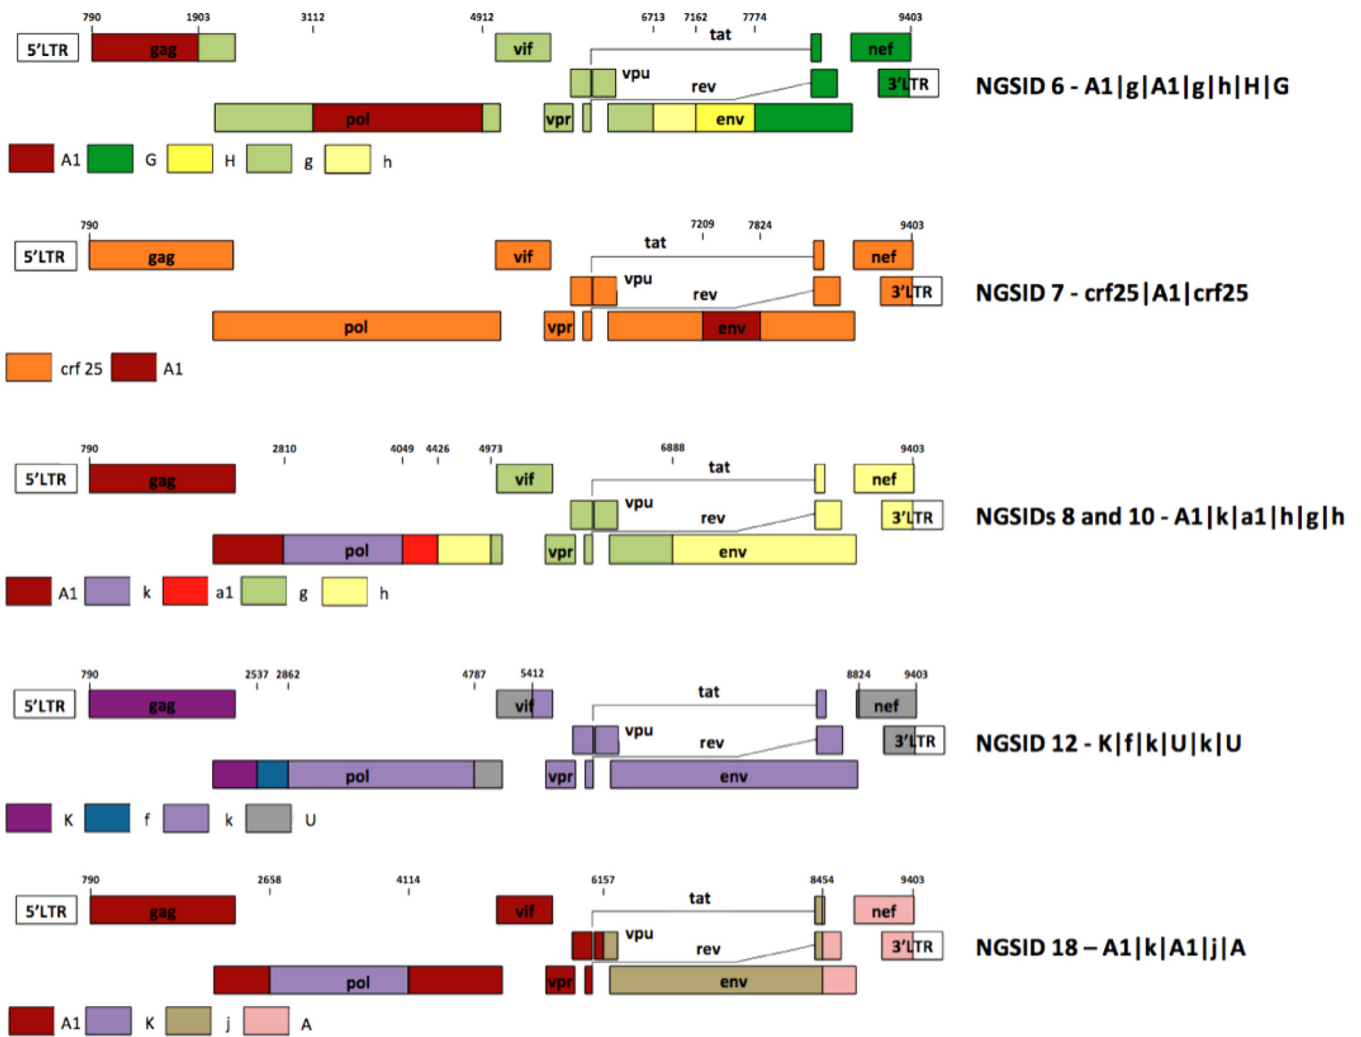 790 1903 3112 4912 6713 7162 7774 9403
tat
5'LTR gag vif nef
vpu
rev 3'LTR
NGSID 6 - A1|g|A1|g|h|H|G
pol vpr env
A1 G H g h
790 7209 7824 9403
tat
5'LTR gag vif nef
vpu
rev 3'LTR
NGSID 7 - crf25|A1|crf25
pol vpr env
crf 25 A1
790 2810 4049 4426 4973 6888 9403
tat
5'LTR gag vif nef
vpu
rev 3'LTR
NGSIDs 8 and 10 - A1|k|a1|h|g|h
pol vpr env
A1 k a1 g h
790 2537 2862 4787 5412 8824 9403
tat
5'LTR gag vif nef
vpu
rev 3'LTR
NGSID 12 - K|f|k|U|k|U
pol vpr env
K f k U
790 2658 4114 6157 8454 9403
tat
5'LTR gag vif nef
vpu
rev 3'LTR
NGSID 18 – A1|k|A1|j|A
pol vpr env
A1 K j A